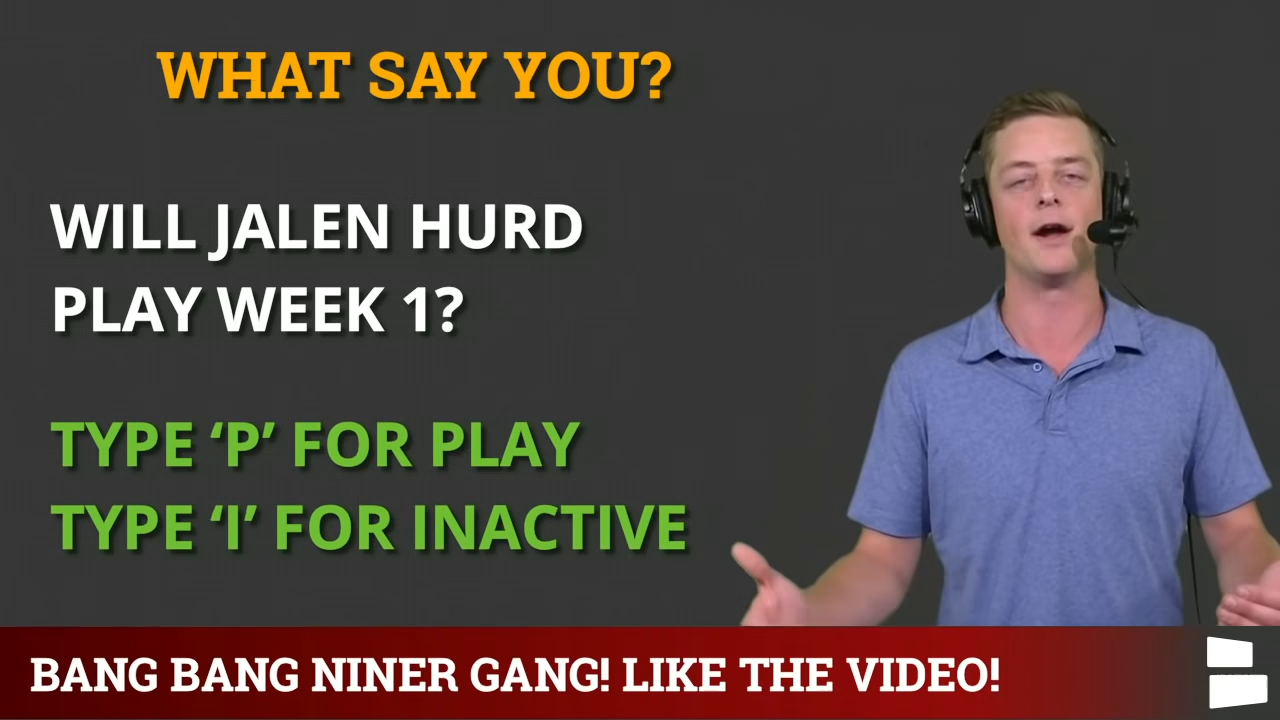 WHAT SAY YOU?
WILL JALEN HURD
PLAY WEEK 1?
TYPE ‘P’ FOR PLAY
TYPE ‘I’ FOR INACTIVE
BANG BANG NINER GANG! LIKE THE VIDEO!